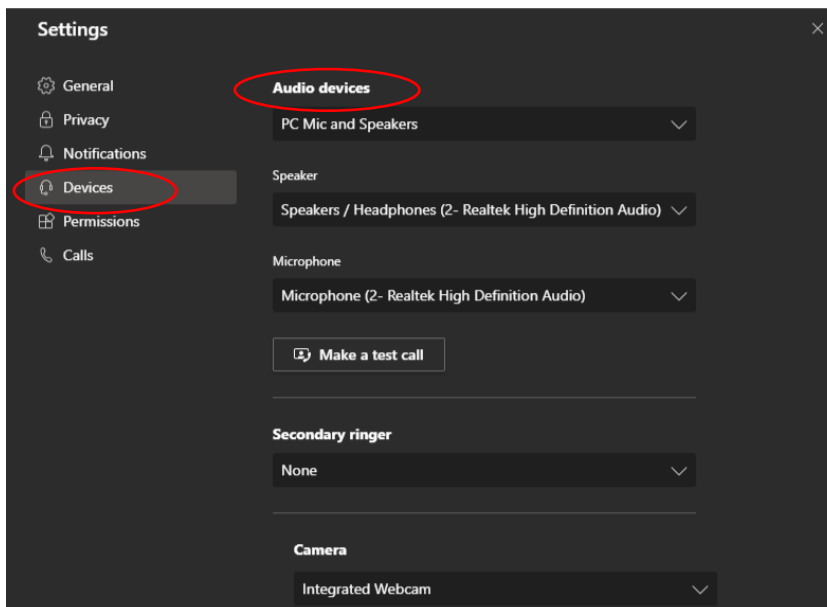 Settings
General
Privacy
Notifications
Devices
Permissions
Calls
Audio devices
PC Mic and Speakers
Speaker
Speakers / Headphones (2- Realtek High Definition Audio)
Microphone
Microphone (2- Realtek High Definition Audio)
Make a test call
Secondary ringer
None
Camera
Integrated Webcam